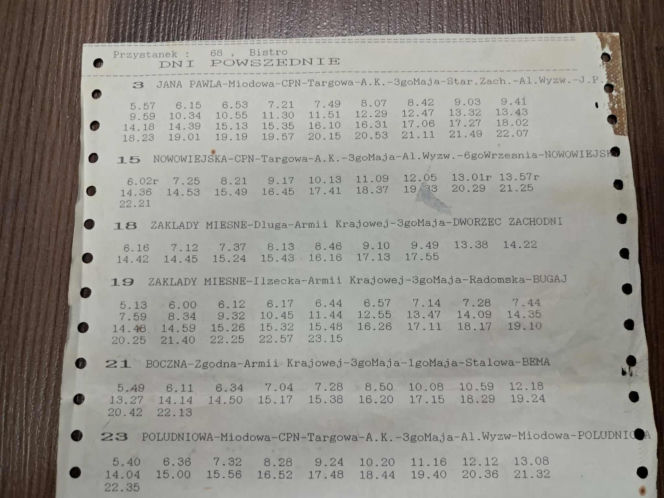 Przystanek : 68 . Bistro
DNI POWSZEDNIE
3 JANA PAWLA-Miodowa-CPN-Targowa-A.K.-3goMaja-Star.Zach.-Al.Wyzw.-J.P.
5.57 6.15 6.53 7.21 7.49 8.07 8.42 9.03 9.41
9.59 10.34 10.55 11.30 11.51 12.29 12.47 13.32 13.43
14.18 14.39 15.13 15.35 16.10 16.31 17.06 17.27 18.02
18.23 19.01 19.19 19.57 20.15 20.53 21.11 21.49 22.07
15 NOWOWIEJSKA-CPN-Targowa-A.K.-3goMaja-Al.Wyzw.-6goWrzesnia-NOWOWIEJSK
6.02r 7.25 8.21 9.17 10.13 11.09 12.05 13.01r 13.57r
14.36 14.53 15.49 16.45 17.41 18.37 19.33 20.29 21.25
22.21
18 ZAKLADY MIESNE-Dluga-Armii Krajowej-3goMaja-DWORZEC ZACHODNI
6.16 7.12 7.37 8.13 8.46 9.10 9.49 13.38 14.22
14.42 14.45 15.24 15.43 16.16 17.13 17.55
19 ZAKLADY MIESNE-Ilzecka-Armii Krajowej-3goMaja-Radomska-BUGAJ
5.13 6.00 6.12 6.17 6.44 6.57 7.14 7.28 7.44
7.59 8.34 9.32 10.45 11.44 12.55 13.47 14.09 14.35
14.46 14.59 15.26 15.32 15.48 16.26 17.11 18.17 19.10
20.25 21.40 22.25 22.57 23.15
21 BOCZNA-Zgodna-Armii Krajowej-3goMaja-1goMaja-Stalowa-BEMA
5.49 6.11 6.34 7.04 7.28 8.50 10.08 10.59 12.18
13.27 14.14 14.50 15.17 15.38 16.20 17.15 18.29 19.24
20.42 22.13
23 POLUDNIOWA-Miodowa-CPN-Targowa-A.K.-3goMaja-Al.Wyzw-Miodowa-POLUDNIOWA
5.40 6.36 7.32 8.28 9.24 10.20 11.16 12.12 13.08
14.04 15.00 15.56 16.52 17.48 18.44 19.40 20.36 21.32
22.35